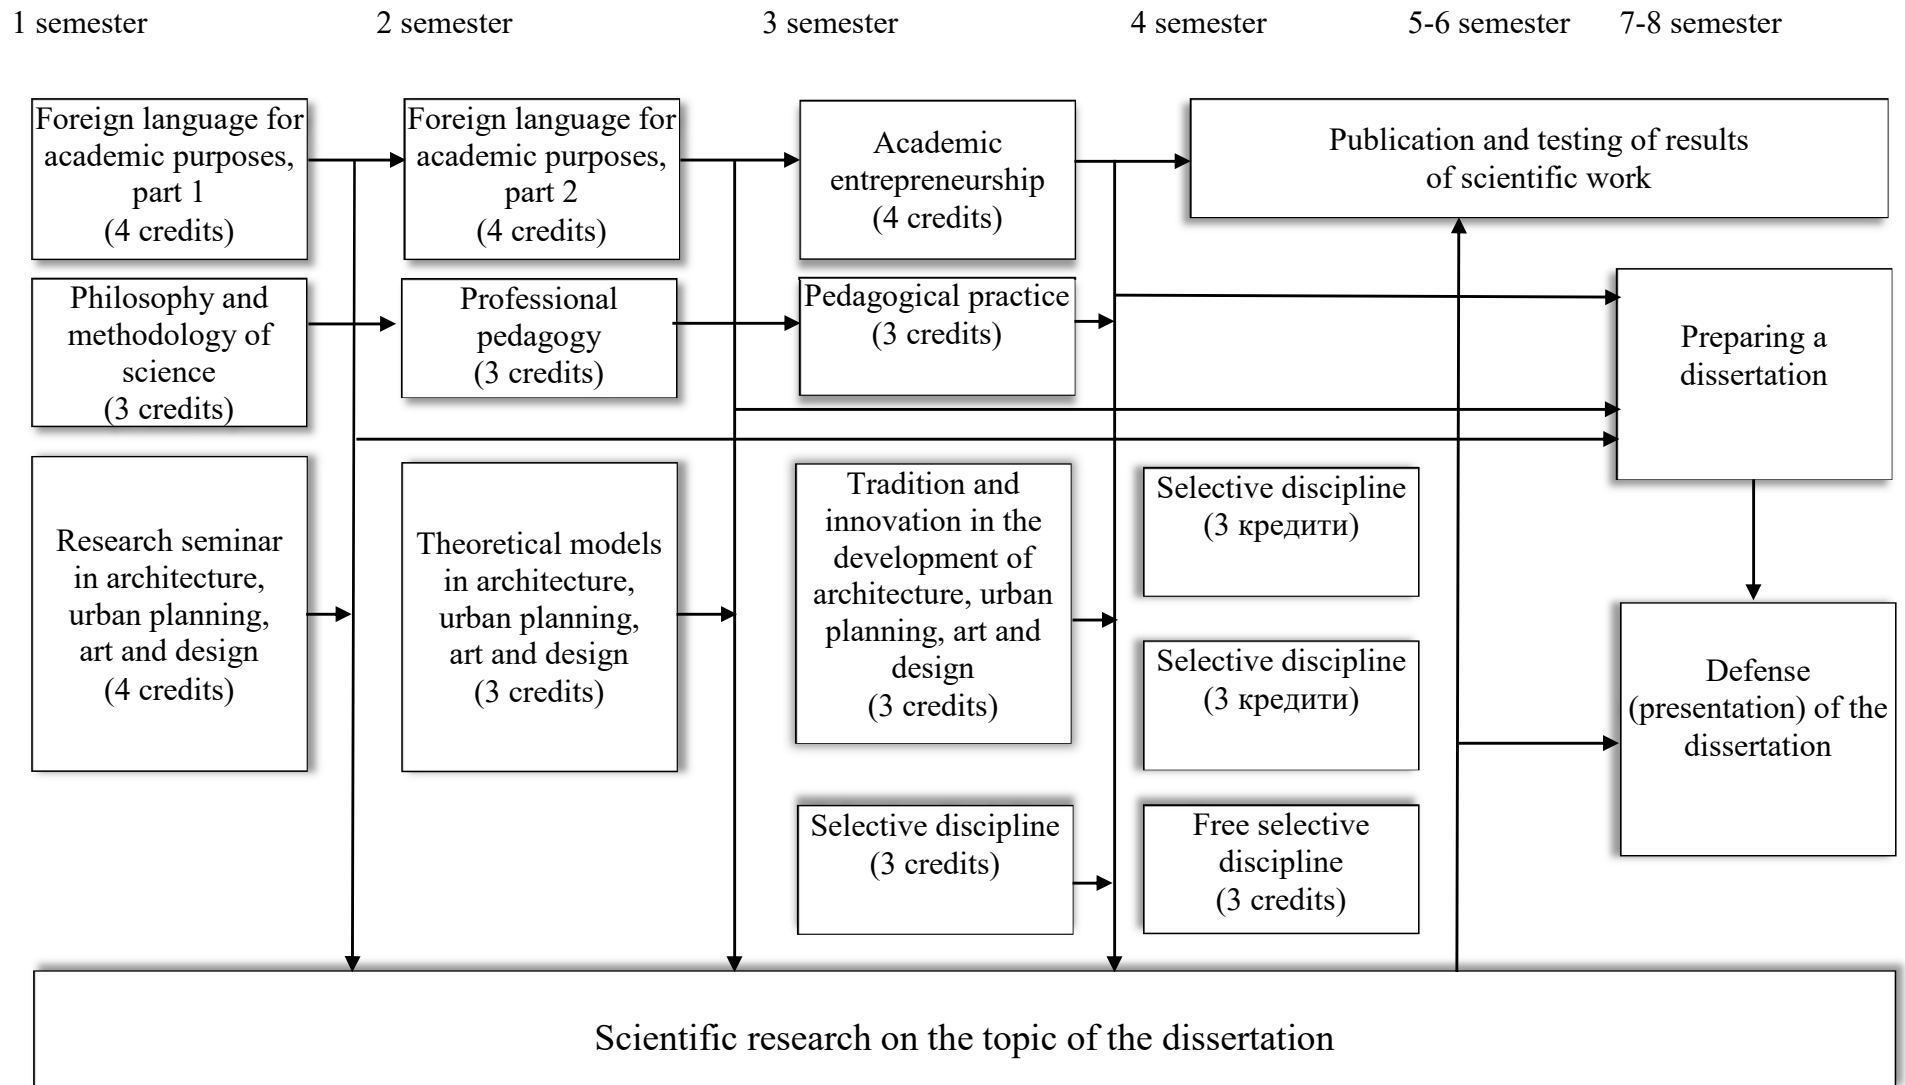 1 semester
2 semester
3 semester
4 semester
5-6 semester
7-8 semester
Foreign language for
academic purposes,
part 1
(4 credits)
Foreign language for
academic purposes,
part 2
(4 credits)
Academic
entrepreneurship
(4 credits)
Publication and testing of results
of scientific work
Philosophy and
methodology of
science
(3 credits)
Professional
pedagogy
(3 credits)
Pedagogical practice
(3 credits)
Preparing a
dissertation
Research seminar
in architecture,
urban planning,
art and design
(4 credits)
Theoretical models
in architecture,
urban planning,
art and design
(3 credits)
Tradition and
innovation in the
development of
architecture, urban
planning, art and
design
(3 credits)
Selective discipline
(3 кредити)
Selective discipline
(3 кредити)
Defense
(presentation) of the
dissertation
Selective discipline
(3 credits)
Free selective
discipline
(3 credits)
Scientific research on the topic of the dissertation